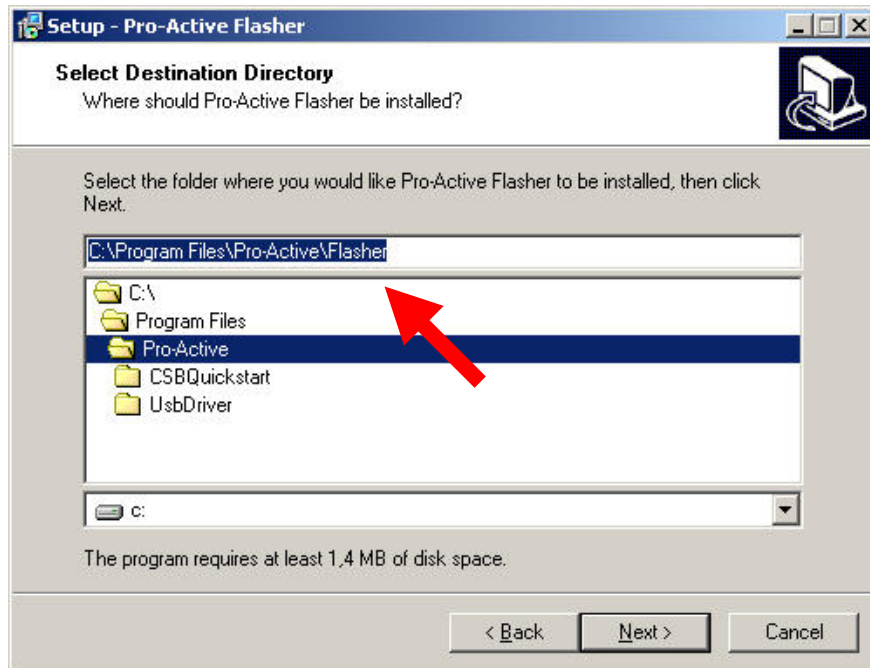 Setup - Pro-Active Flasher
Select Destination Directory
Where should Pro-Active Flasher be installed?
Select the folder where you would like Pro-Active Flasher to be installed, then click
Next.
C:\Program Files\Pro-Active\Flasher
C:\
Program Files
Pro-Active
CSBQuickstart
UsbDriver
c:
The program requires at least 1,4 MB of disk space.
< Back
Next >
Cancel